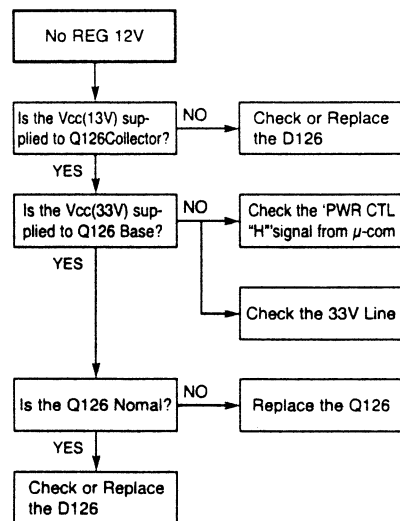 No REG 12V
Is the Vcc(13V) sup-
plied to Q126Collector?
NO
Check or Replace
the D126
YES
Is the Vcc(33V) sup-
plied to Q126 Base?
NO
Check the 'PWR CTL
"H"'signal from µ-com
YES
Check the 33V Line
Is the Q126 Nomal?
NO
Replace the Q126
YES
Check or Replace
the D126